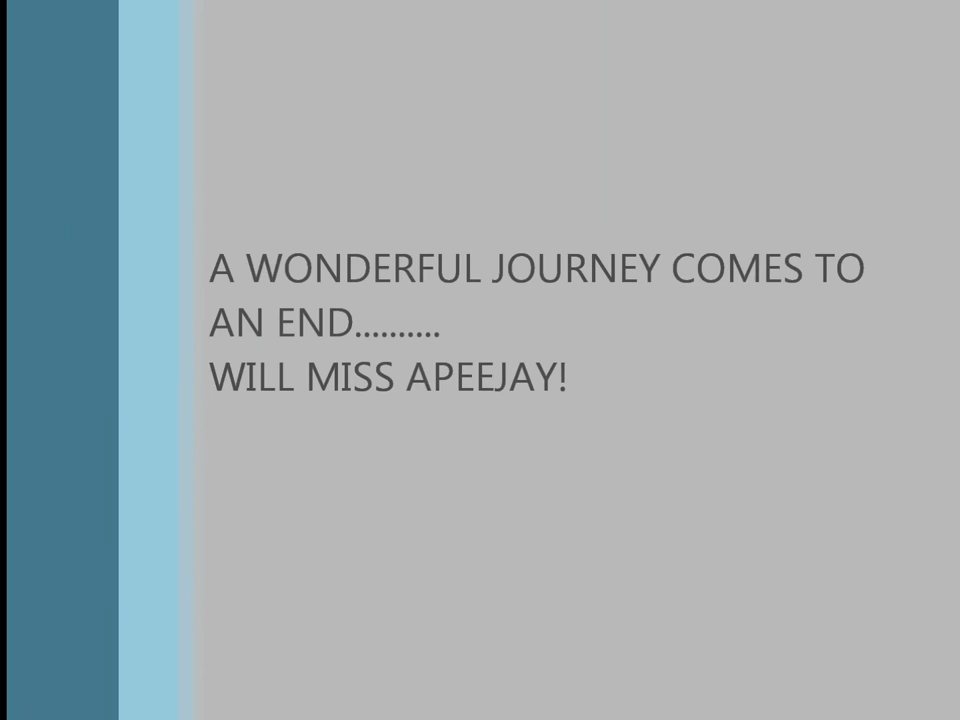 A WONDERFUL JOURNEY COMES TO
AN END..........
WILL MISS APEEJAY!